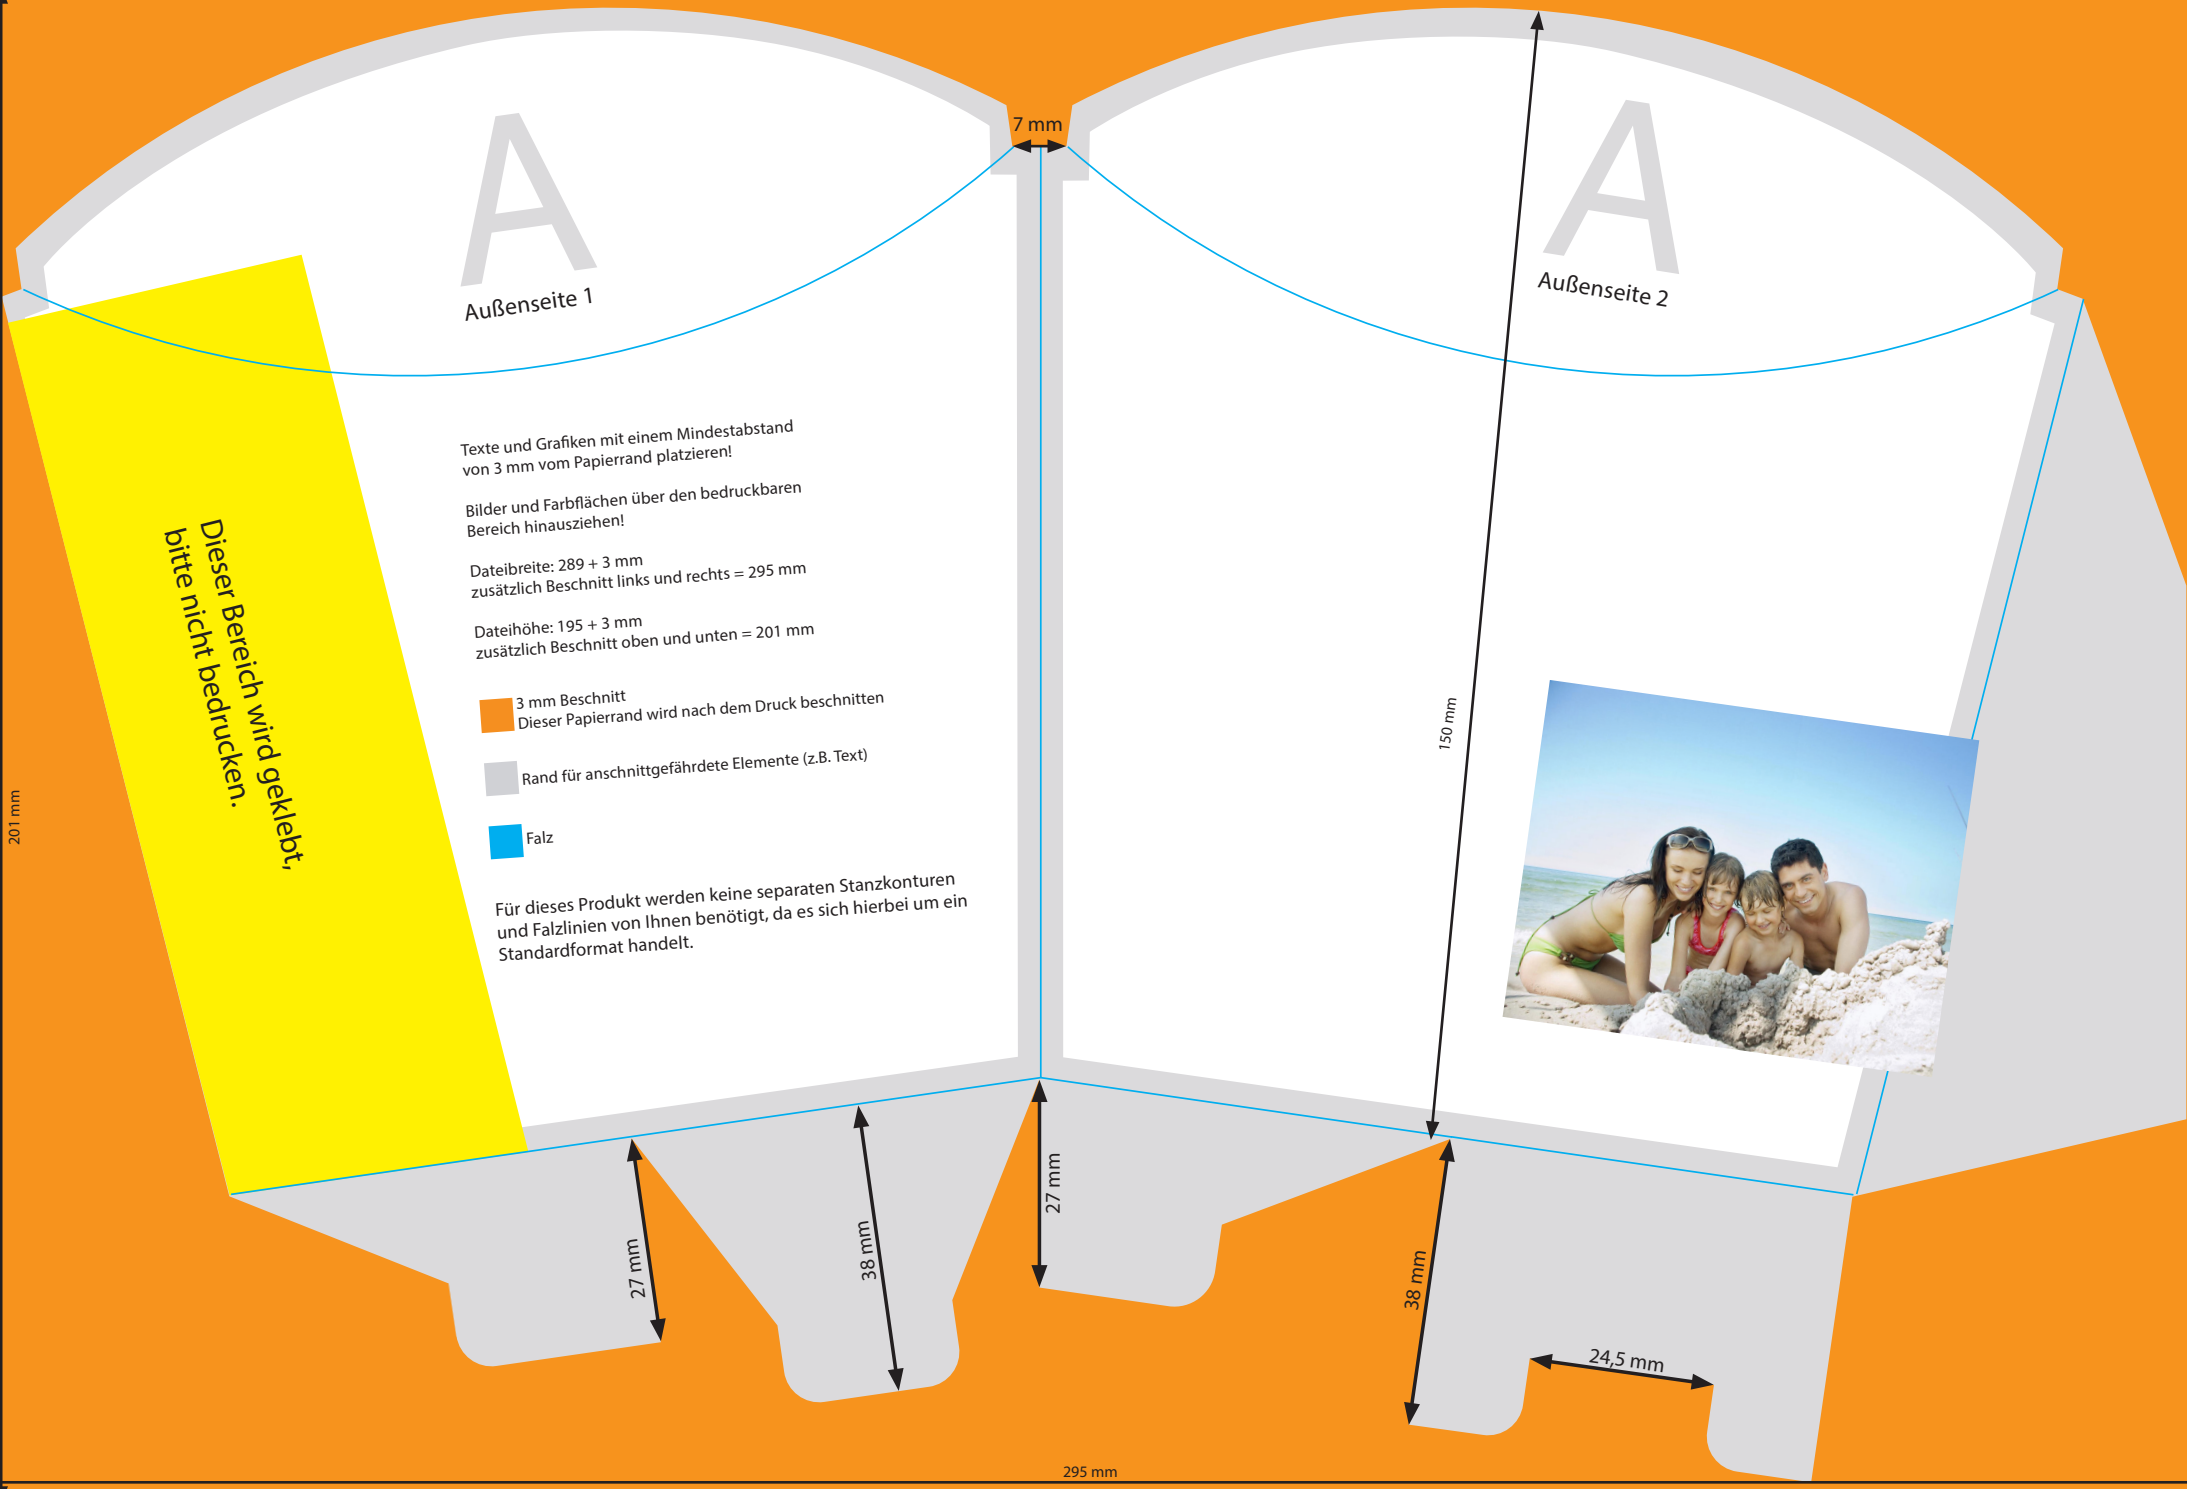 7 mm
A
Außenseite 1
A
Außenseite 2
Texte und Grafiken mit einem Mindestabstand
von 3 mm vom Papierrand platzieren!
Bilder und Farbflächen über den bedruckbaren
Bereich hinausziehen!
Dateibreite: 289 + 3 mm
zusätzlich Beschnitt links und rechts = 295 mm
Dateihöhe: 195 + 3 mm
zusätzlich Beschnitt oben und unten = 201 mm
3 mm Beschnitt
Dieser Papierrand wird nach dem Druck beschnitten
Rand für anschnittgefährdete Elemente (z.B. Text)
Falz
Für dieses Produkt werden keine separaten Stanzkonturen
und Falzlinien von Ihnen benötigt, da es sich hierbei um ein
Standardformat handelt.
Dieser Bereich wird geklebt,
bitte nicht bedrucken.
201 mm
150 mm
27 mm
38 mm
27 mm
38 mm
24,5 mm
295 mm